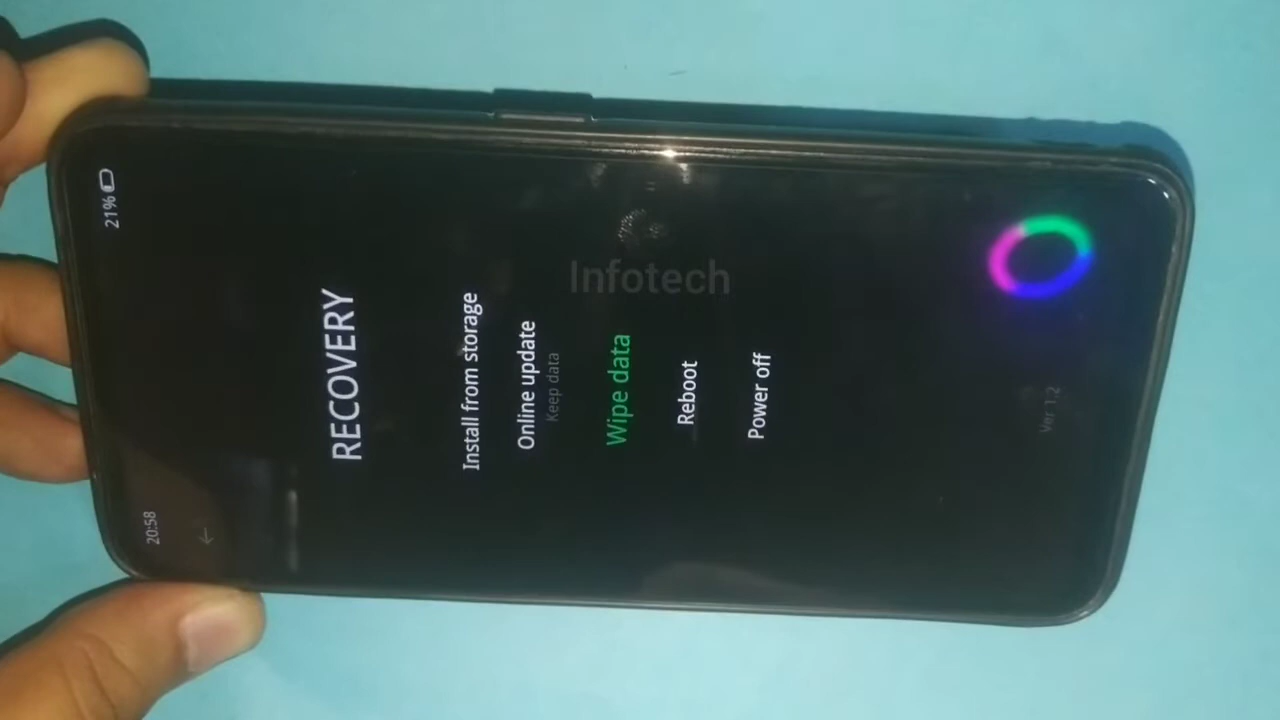 20:58
21%
←
RECOVERY
Install from storage
Online update
Keep data
Wipe data
Reboot
Power off
Ver 1.2
Infotech